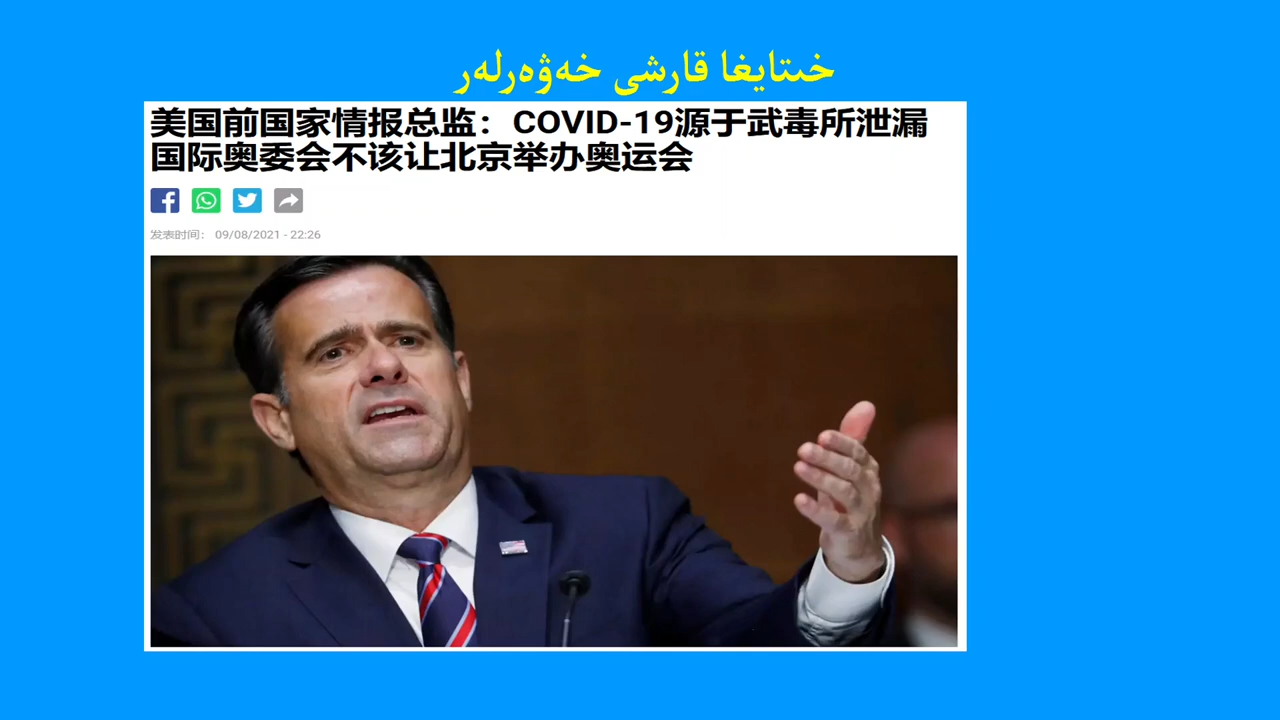 خىتايغا قارشى خەۋەرلەر
美国前国家情报总监：COVID-19源于武毒所泄漏
国际奥委会不该让北京举办奥运会
发表时间： 09/08/2021 - 22:26